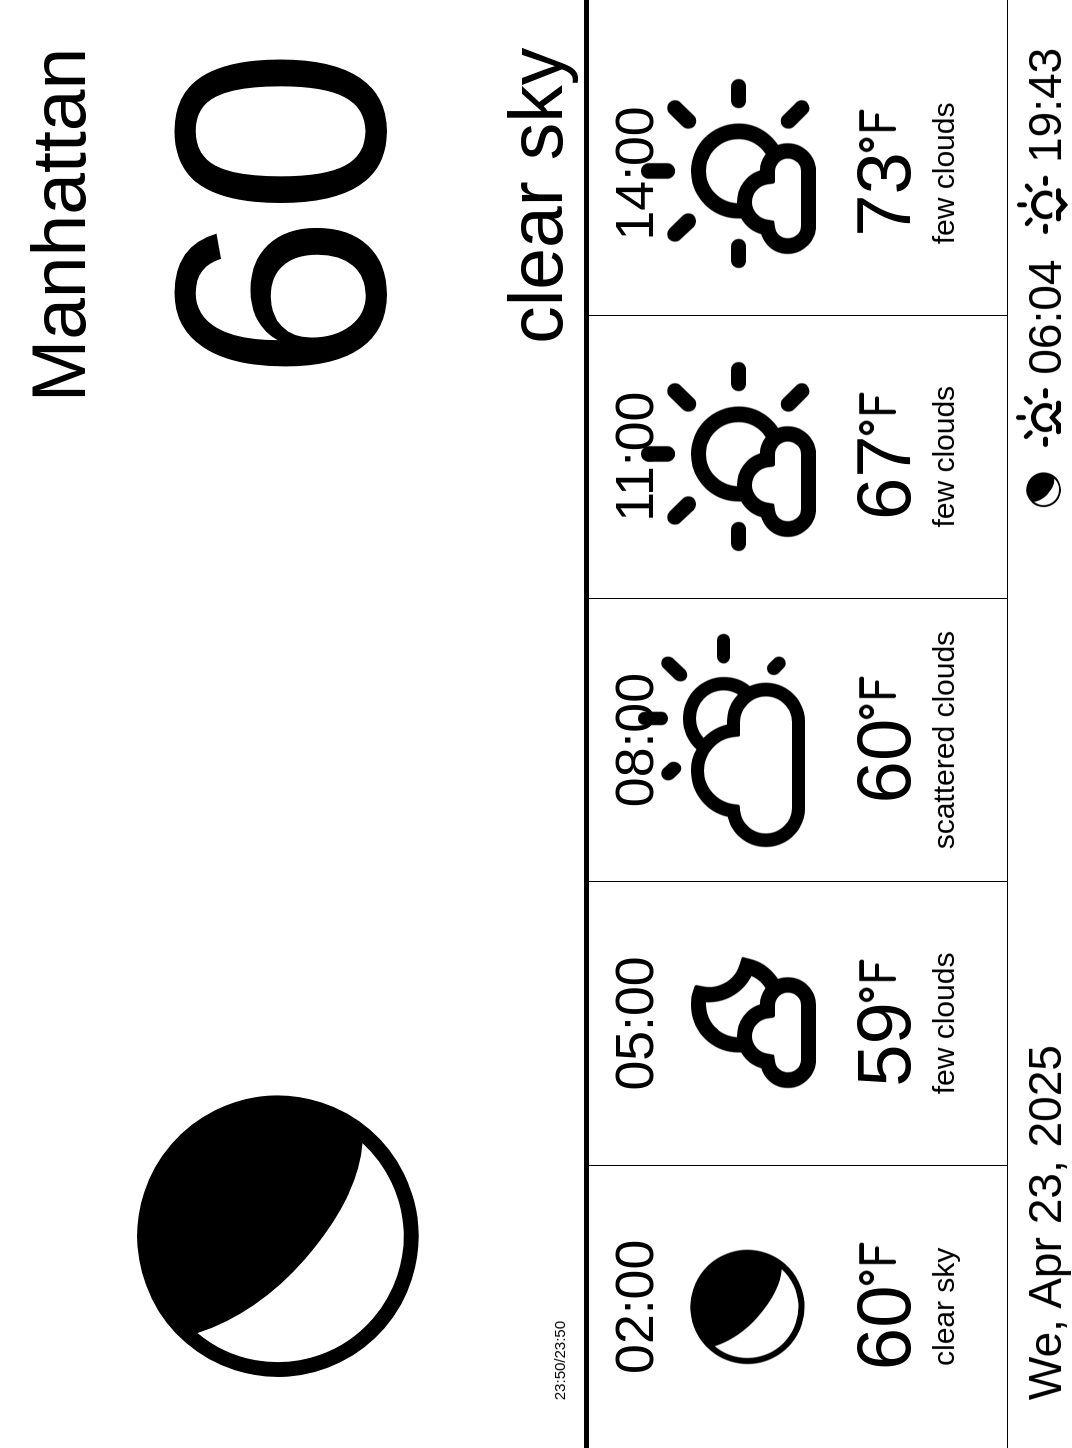 Manhattan
60
clear sky
23:50/23:50
02:00
60°F
clear sky
05:00
59°F
few clouds
08:00
60°F
scattered clouds
11:00
67°F
few clouds
14:00
73°F
few clouds
We, Apr 23, 2025
06:04
19:43